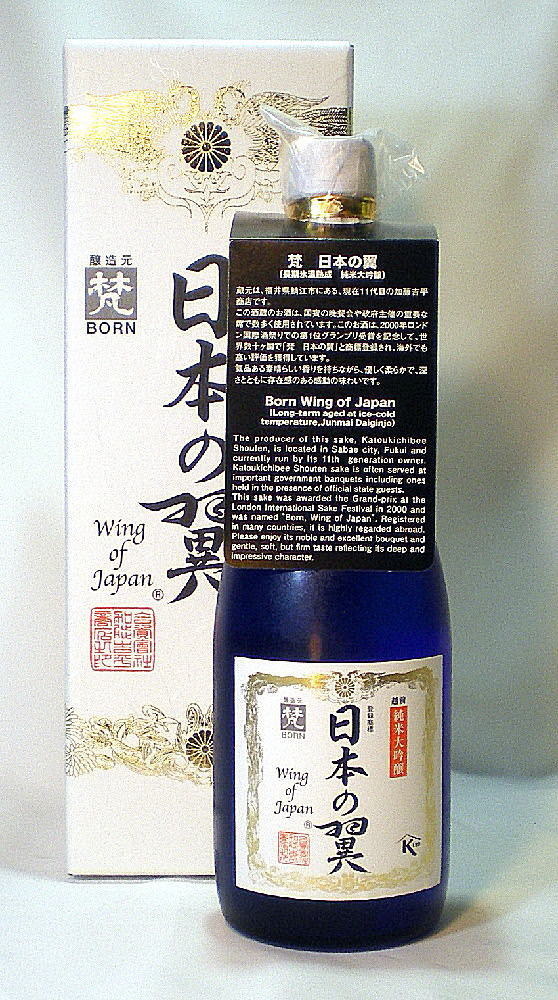 醸造元
梵
BORN
日本の翼
Wing
of
Japan
®
梵 日本の翼
(長期氷温熟成 純米大吟醸)
蔵元は、福井県鯖江市にある、現在11代目の加藤吉平
商店です。
この酒蔵のお酒は、国賓の晩餐会や政府主催の重要な
席で数多く使用されています。このお酒は、2000年ロンド
ン国際酒祭りでの第1位グランプリ受賞を記念して、世
界数十ヶ国で「梵 日本の翼」と商標登録され、海外でも
高い評価を獲得しています。
気品ある素晴らしい香りを持ちながら、優しく柔らかで、深
さとともに存在感のある感動の味わいです。
Born Wing of Japan
(Long-term aged at ice-cold
temperature,Junmai Daiginjo)
The producer of this sake, Katoukichibee
Shouten, is located in Sabae city, Fukui and
currently run by its 11th generation owner.
Katoukichibee Shouten sake is often served at
important government banquets including ones
held in the presence of official state guests.
This sake was awarded the Grand-prix at the
London International Sake Festival in 2000 and
was named "Born, Wing of Japan". Registered
in many countries, it is highly regarded abroad.
Please enjoy its noble and excellent bouquet and
gentle, soft, but firm taste reflecting its deep and
impressive character.
醸造元
梵
BORN
登録商標
日本の翼
Wing
of
Japan
®
越前
純米大吟醸
K